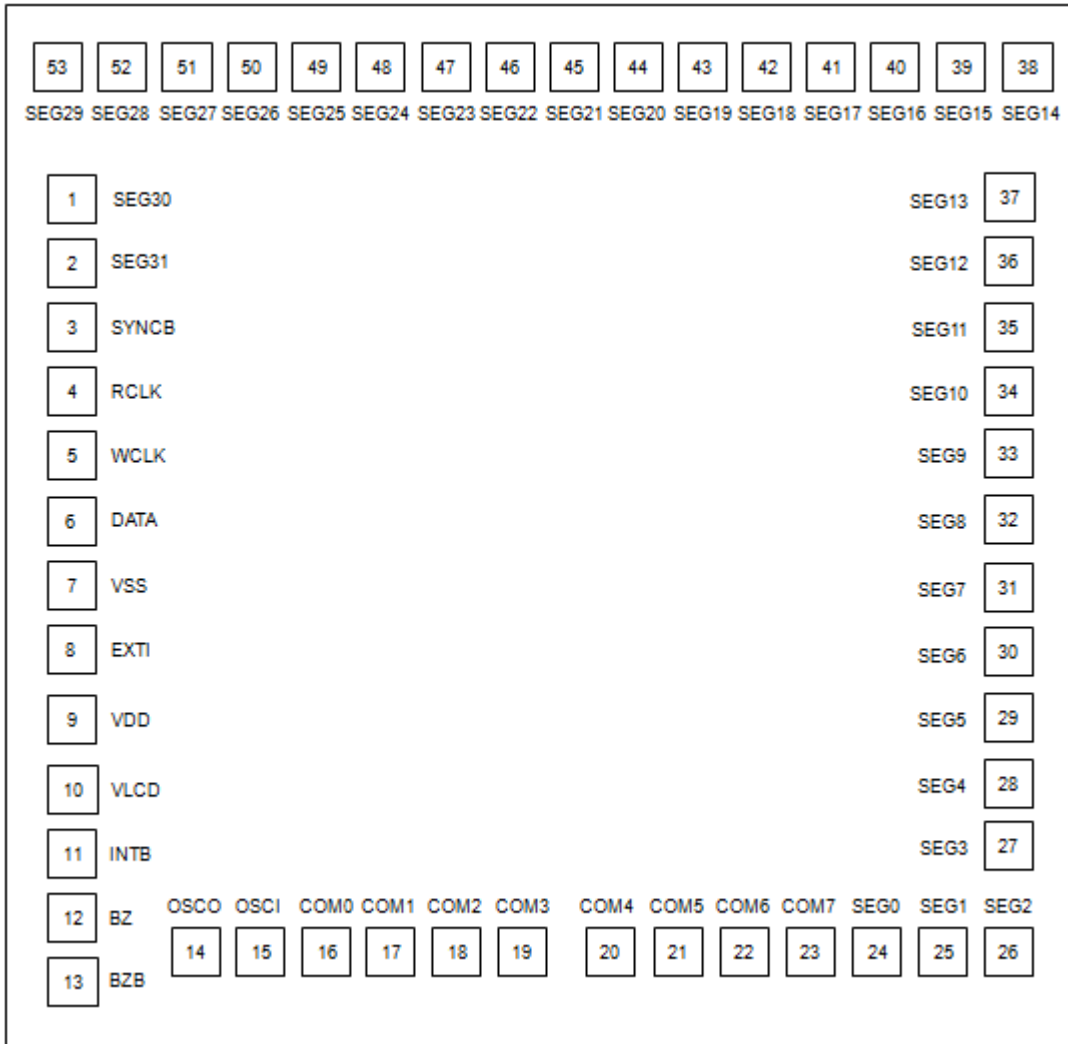 53 52 51 50 49 48 47 46 45 44 43 42 41 40 39 38
SEG29 SEG28 SEG27 SEG26 SEG25 SEG24 SEG23 SEG22 SEG21 SEG20 SEG19 SEG18 SEG17 SEG16 SEG15 SEG14
1 SEG30 SEG13 37
2 SEG31 SEG12 36
3 SYNCB SEG11 35
4 RCLK SEG10 34
5 WCLK SEG9 33
6 DATA SEG8 32
7 VSS SEG7 31
8 EXTI SEG6 30
9 VDD SEG5 29
10 VLCD SEG4 28
11 INTB SEG3 27
12 BZ OSCO OSCI COM0 COM1 COM2 COM3 COM4 COM5 COM6 COM7 SEG0 SEG1 SEG2
14 15 16 17 18 19 20 21 22 23 24 25 26
13 BZB